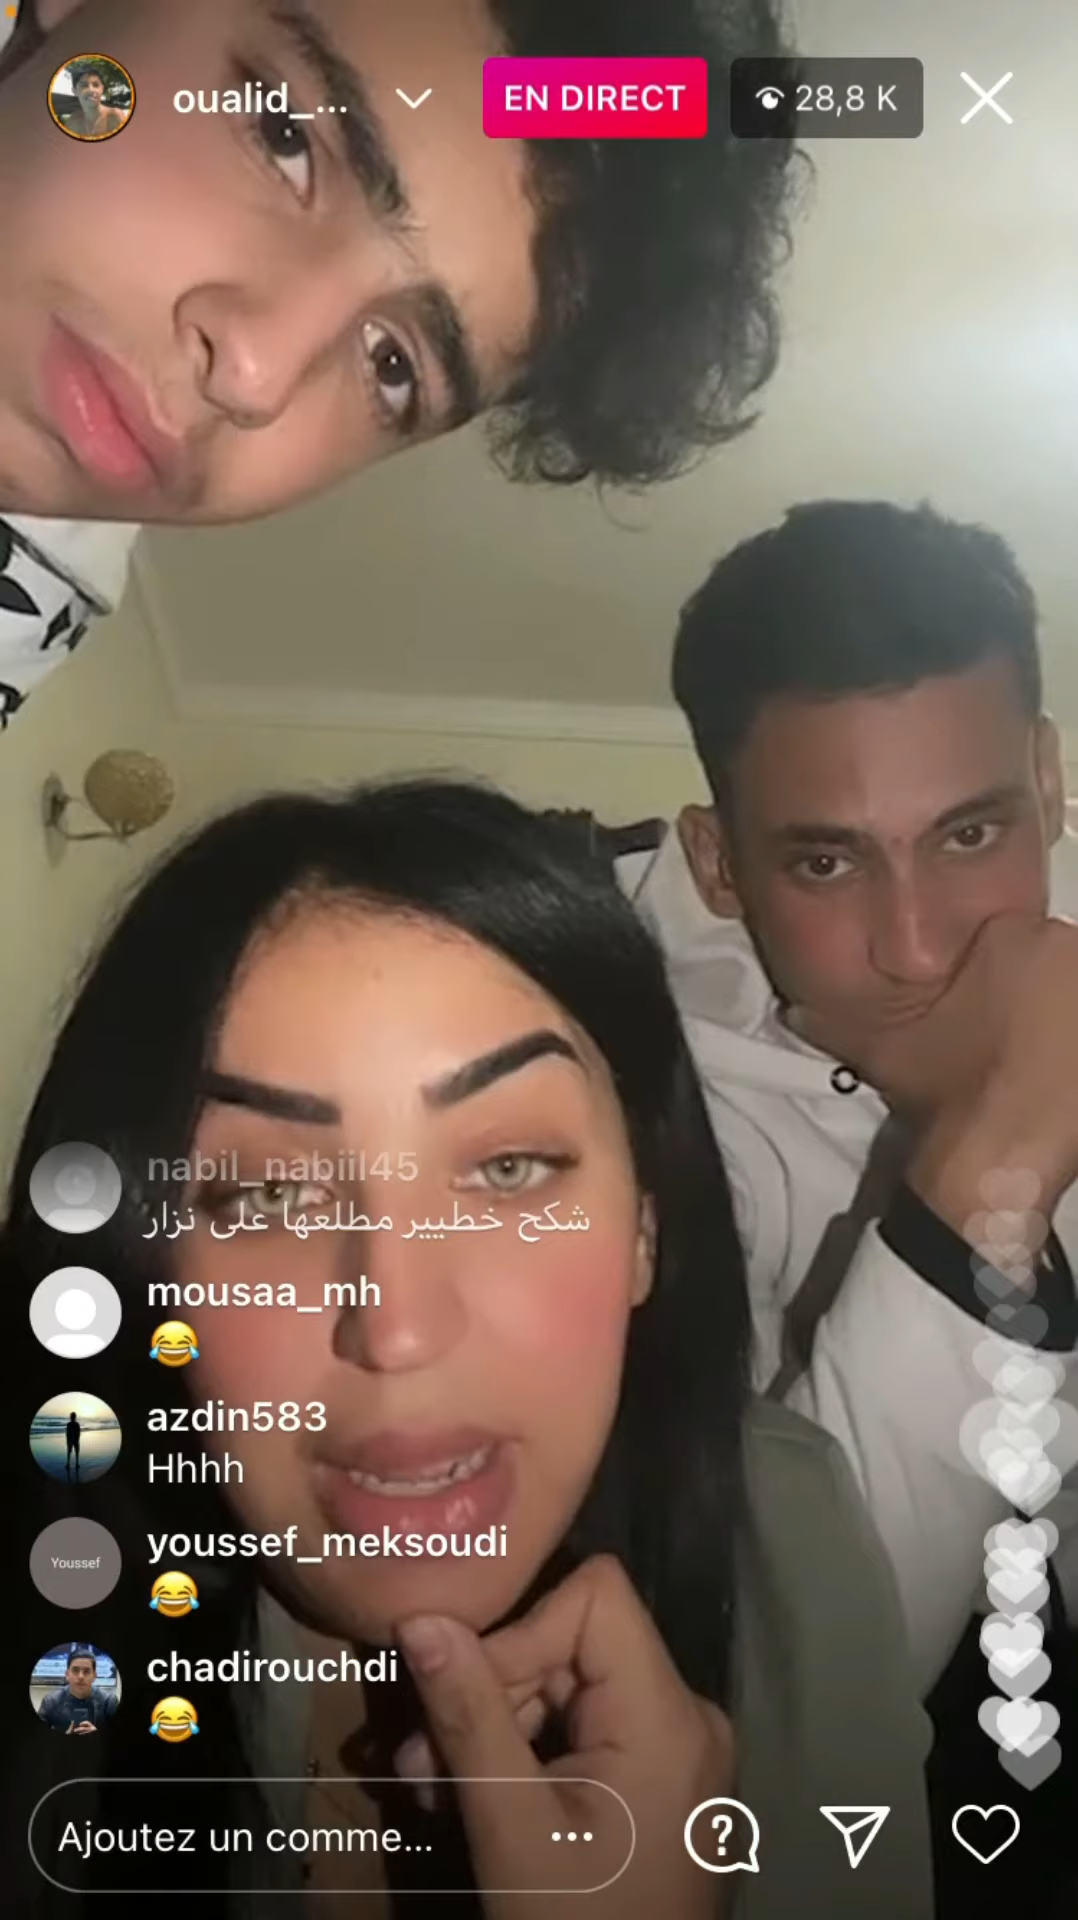 oualid_...
EN DIRECT
28,8 K
nabil_nabiil45
شكح خطييير مطلعها على نزار
mousaa_mh
😂
azdin583
Hhhh
youssef_meksoudi
Youssef
😂
chadirouchdi
😂
Ajoutez un comme...